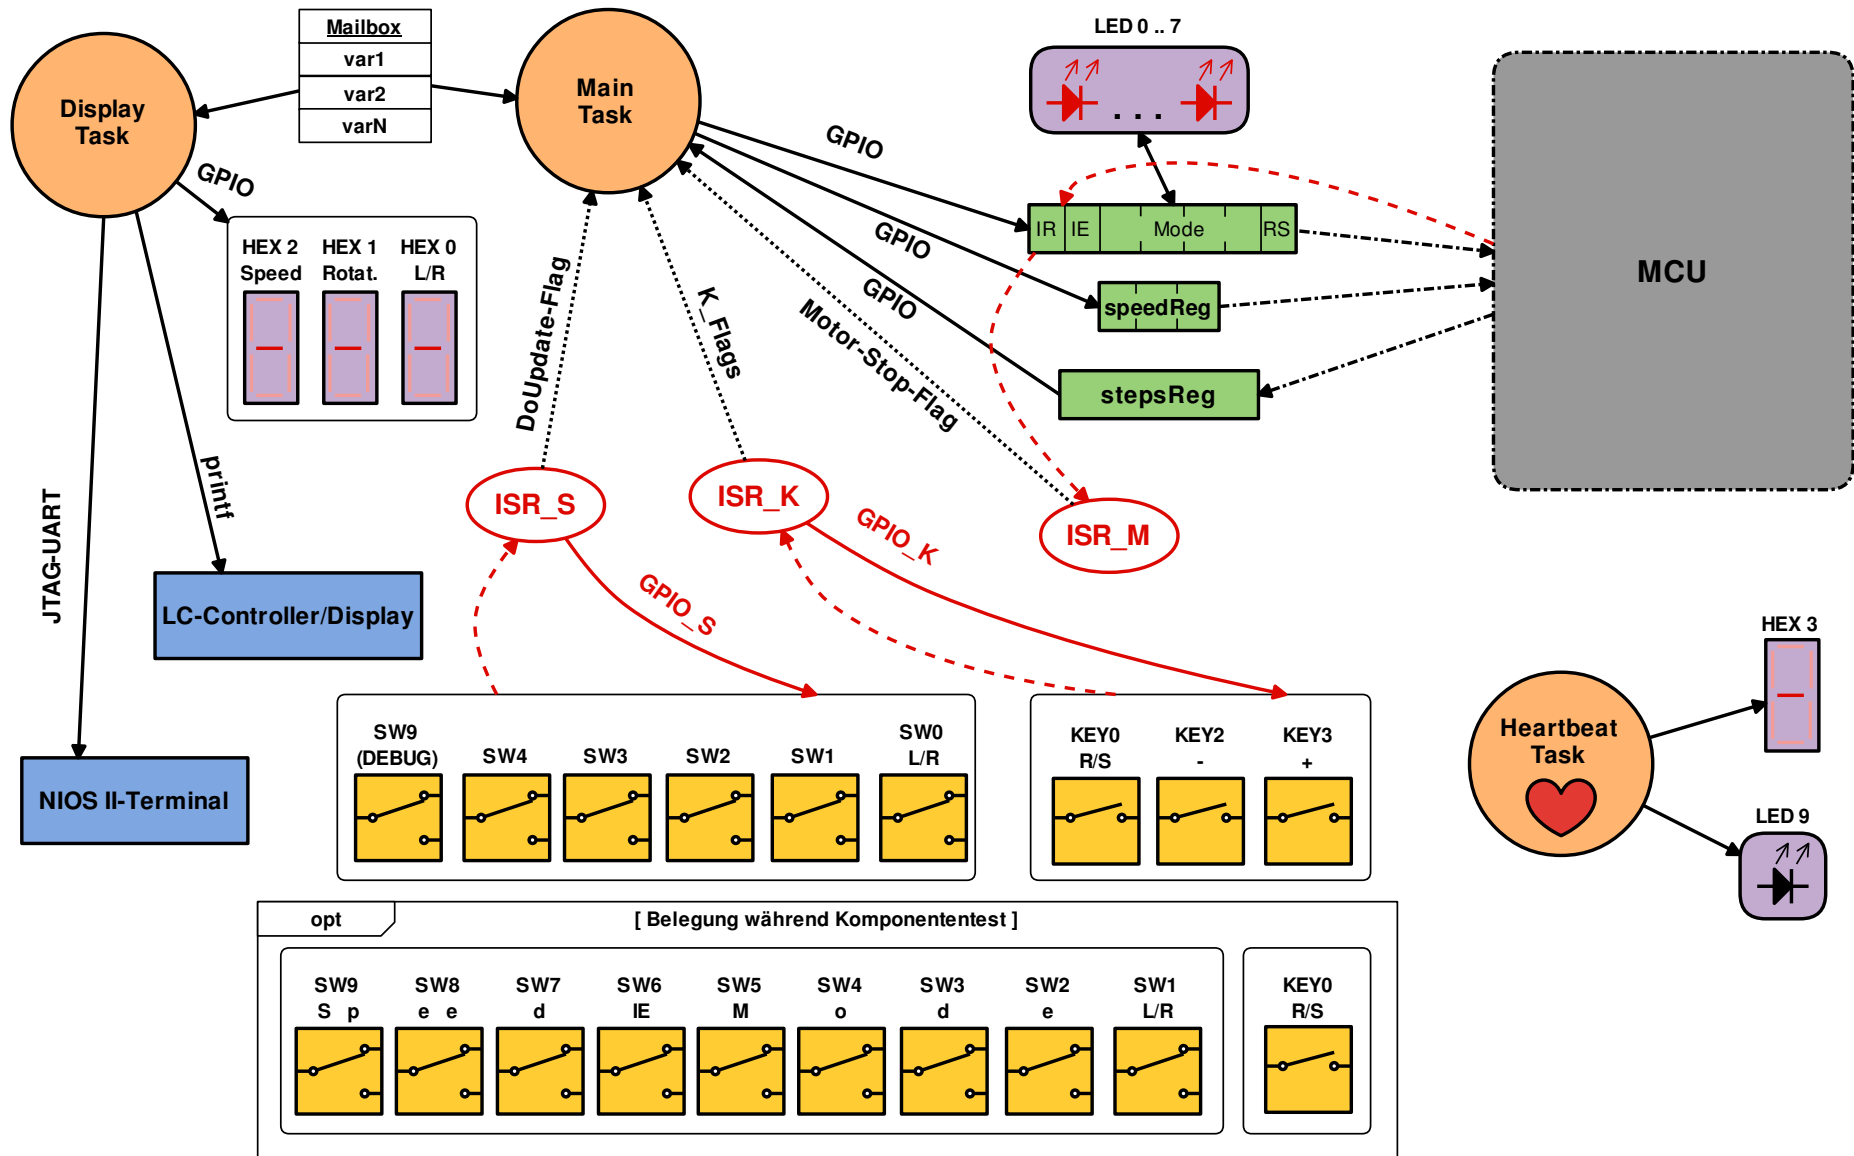 Mailbox
var1
var2
varN
Display
Task
Main
Task
LED 0 .. 7
. . .
GPIO
GPIO
GPIO
GPIO
IR IE Mode RS
speedReg
stepsReg
MCU
HEX 2
Speed
HEX 1
Rotat.
HEX 0
L/R
DoUpdate-Flag
K_Flags
Motor-Stop-Flag
printf
JTAG-UART
ISR_S
ISR_K
ISR_M
GPIO_S
GPIO_K
LC-Controller/Display
NIOS II-Terminal
SW9
(DEBUG)
SW4
SW3
SW2
SW1
SW0
L/R
KEY0
R/S
KEY2
-
KEY3
+
HEX 3
Heartbeat
Task
LED 9
opt
[ Belegung während Komponententest ]
SW9
S p
SW8
e e
SW7
d
SW6
IE
SW5
M
SW4
o
SW3
d
SW2
e
SW1
L/R
KEY0
R/S